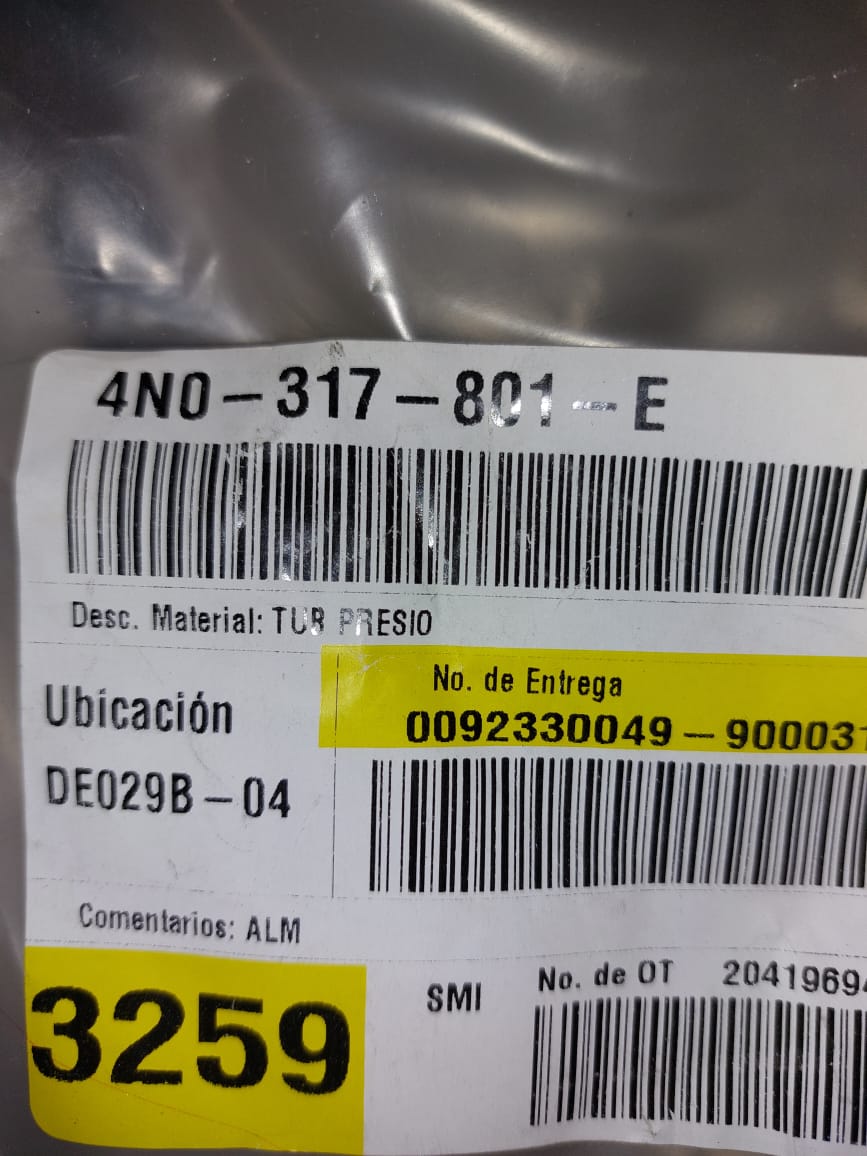 4N0-317-801-E
Desc. Material: TUB PRESIO
No. de Entrega
Ubicación
0092330049-900031
DE029B-04
Comentarios: ALM
SMI No. de OT 20419694
3259